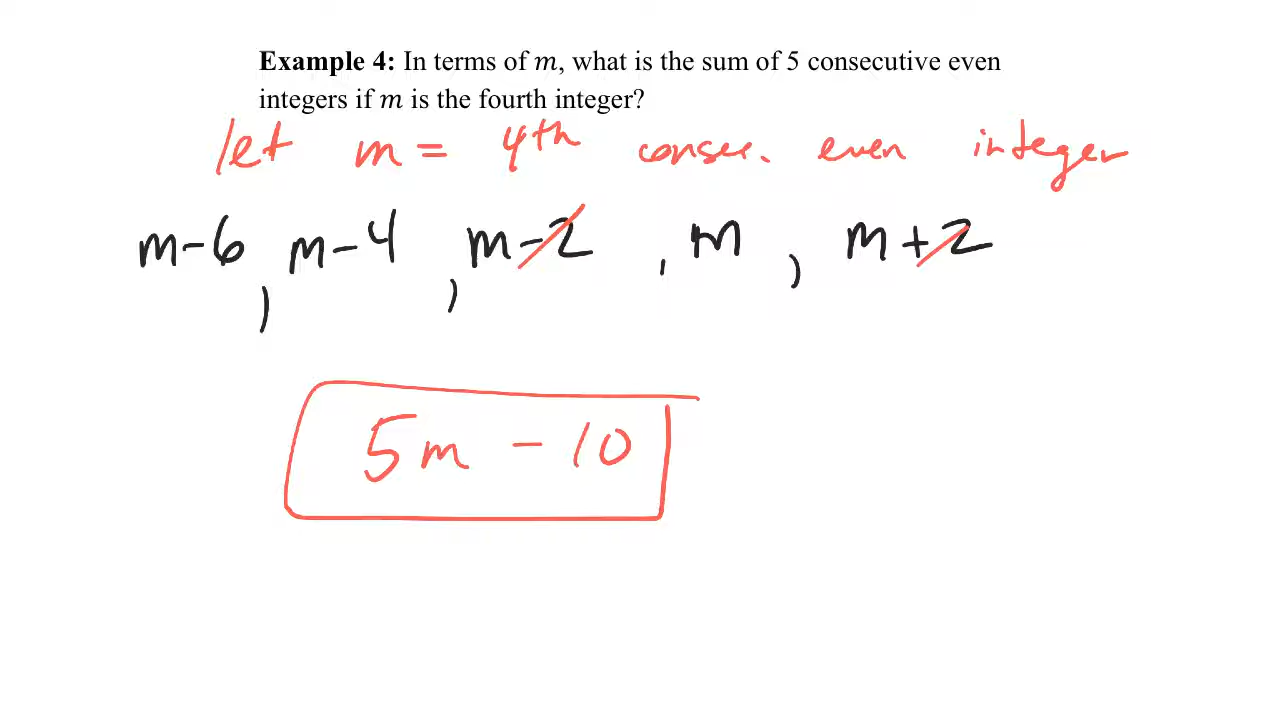 Example 4: In terms of m, what is the sum of 5 consecutive even
integers if m is the fourth integer?
let m = 4th consec. even integer
m-6, m-4, m-2, m, m+2
5m - 10